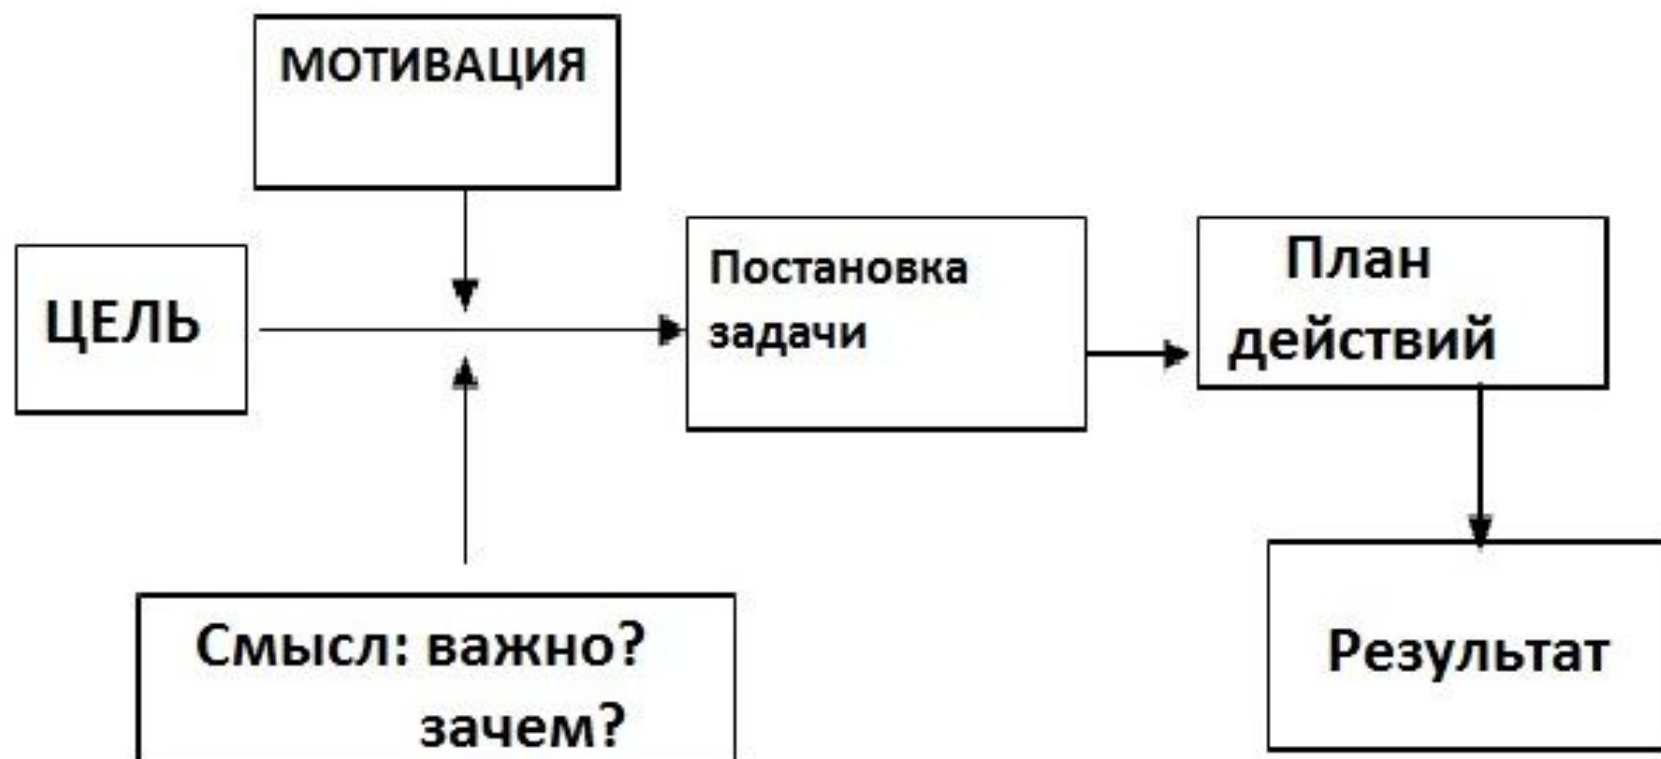 МОТИВАЦИЯ
ЦЕЛЬ
Постановка
задачи
План
действий
Смысл: важно?
зачем?
Результат